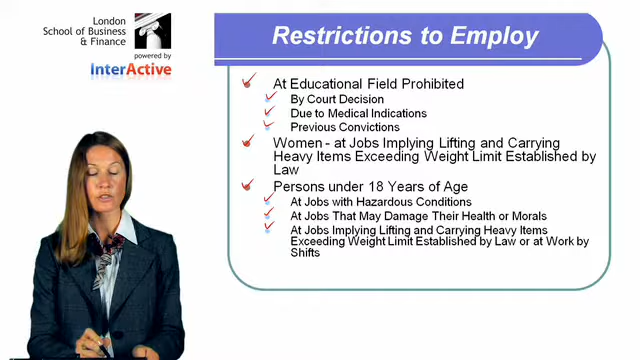 London
School of Business
& Finance
powered by
InterActive
Restrictions to Employ
At Educational Field Prohibited
By Court Decision
Due to Medical Indications
Previous Convictions
Women - at Jobs Implying Lifting and Carrying
Heavy Items Exceeding Weight Limit Established by
Law
Persons under 18 Years of Age
At Jobs with Hazardous Conditions
At Jobs That May Damage Their Health or Morals
At Jobs Implying Lifting and Carrying Heavy Items
Exceeding Weight Limit Established by Law or at Work by
Shifts